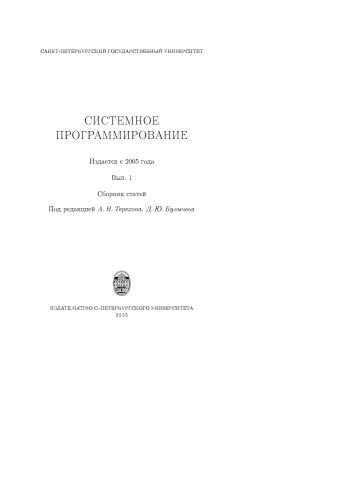 САНКТ-ПЕТЕРБУРГСКИЙ ГОСУДАРСТВЕННЫЙ УНИВЕРСИТЕТ
СИСТЕМНОЕ
ПРОГРАММИРОВАНИЕ
Издается с 2005 года
Вып. 1
Сборник статей
Под редакцией А. Н. Терехова, Д. Ю. Булычева
ИЗДАТЕЛЬСТВО С.-ПЕТЕРБУРГСКОГО УНИВЕРСИТЕТА
2005